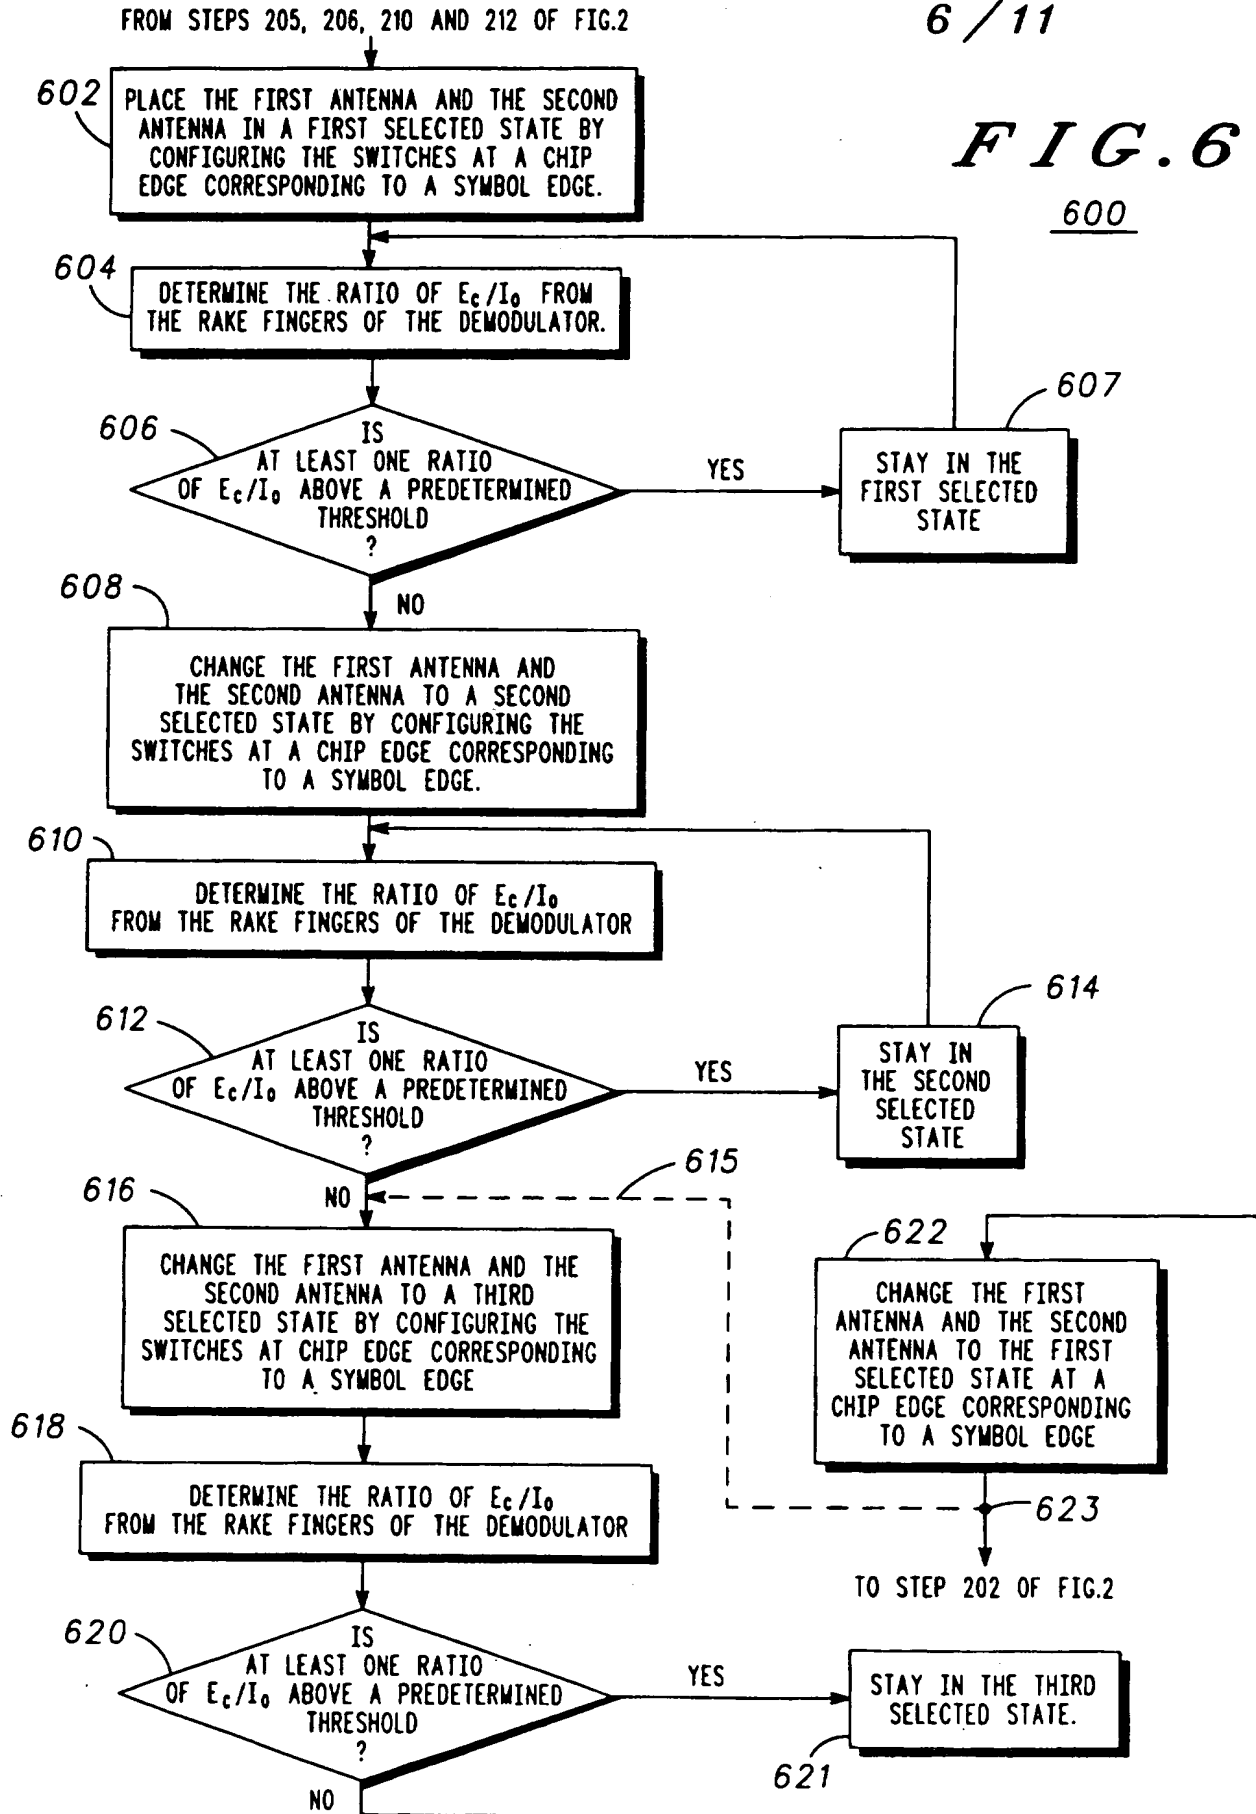 FROM STEPS 205, 206, 210 AND 212 OF FIG.2
6/11
FIG.6
600
602
PLACE THE FIRST ANTENNA AND THE SECOND
ANTENNA IN A FIRST SELECTED STATE BY
CONFIGURING THE SWITCHES AT A CHIP
EDGE CORRESPONDING TO A SYMBOL EDGE.
604
DETERMINE THE RATIO OF Ec/Io FROM
THE RAKE FINGERS OF THE DEMODULATOR.
606
IS
AT LEAST ONE RATIO
OF Ec/Io ABOVE A PREDETERMINED
THRESHOLD
?
YES
607
STAY IN THE
FIRST SELECTED
STATE
NO
608
CHANGE THE FIRST ANTENNA AND
THE SECOND ANTENNA TO A SECOND
SELECTED STATE BY CONFIGURING THE
SWITCHES AT A CHIP EDGE CORRESPONDING
TO A SYMBOL EDGE.
610
DETERMINE THE RATIO OF Ec/Io
FROM THE RAKE FINGERS OF THE DEMODULATOR
612
IS
AT LEAST ONE RATIO
OF Ec/Io ABOVE A PREDETERMINED
THRESHOLD
?
YES
614
STAY IN
THE SECOND
SELECTED
STATE
NO
615
616
CHANGE THE FIRST ANTENNA AND THE
SECOND ANTENNA TO A THIRD
SELECTED STATE BY CONFIGURING THE
SWITCHES AT CHIP EDGE CORRESPONDING
TO A SYMBOL EDGE
622
CHANGE THE FIRST
ANTENNA AND THE SECOND
ANTENNA TO THE FIRST
SELECTED STATE AT A
CHIP EDGE CORRESPONDING
TO A SYMBOL EDGE
623
TO STEP 202 OF FIG.2
618
DETERMINE THE RATIO OF Ec/Io
FROM THE RAKE FINGERS OF THE DEMODULATOR
620
IS
AT LEAST ONE RATIO
OF Ec/Io ABOVE A PREDETERMINED
THRESHOLD
?
YES
STAY IN THE THIRD
SELECTED STATE.
621
NO